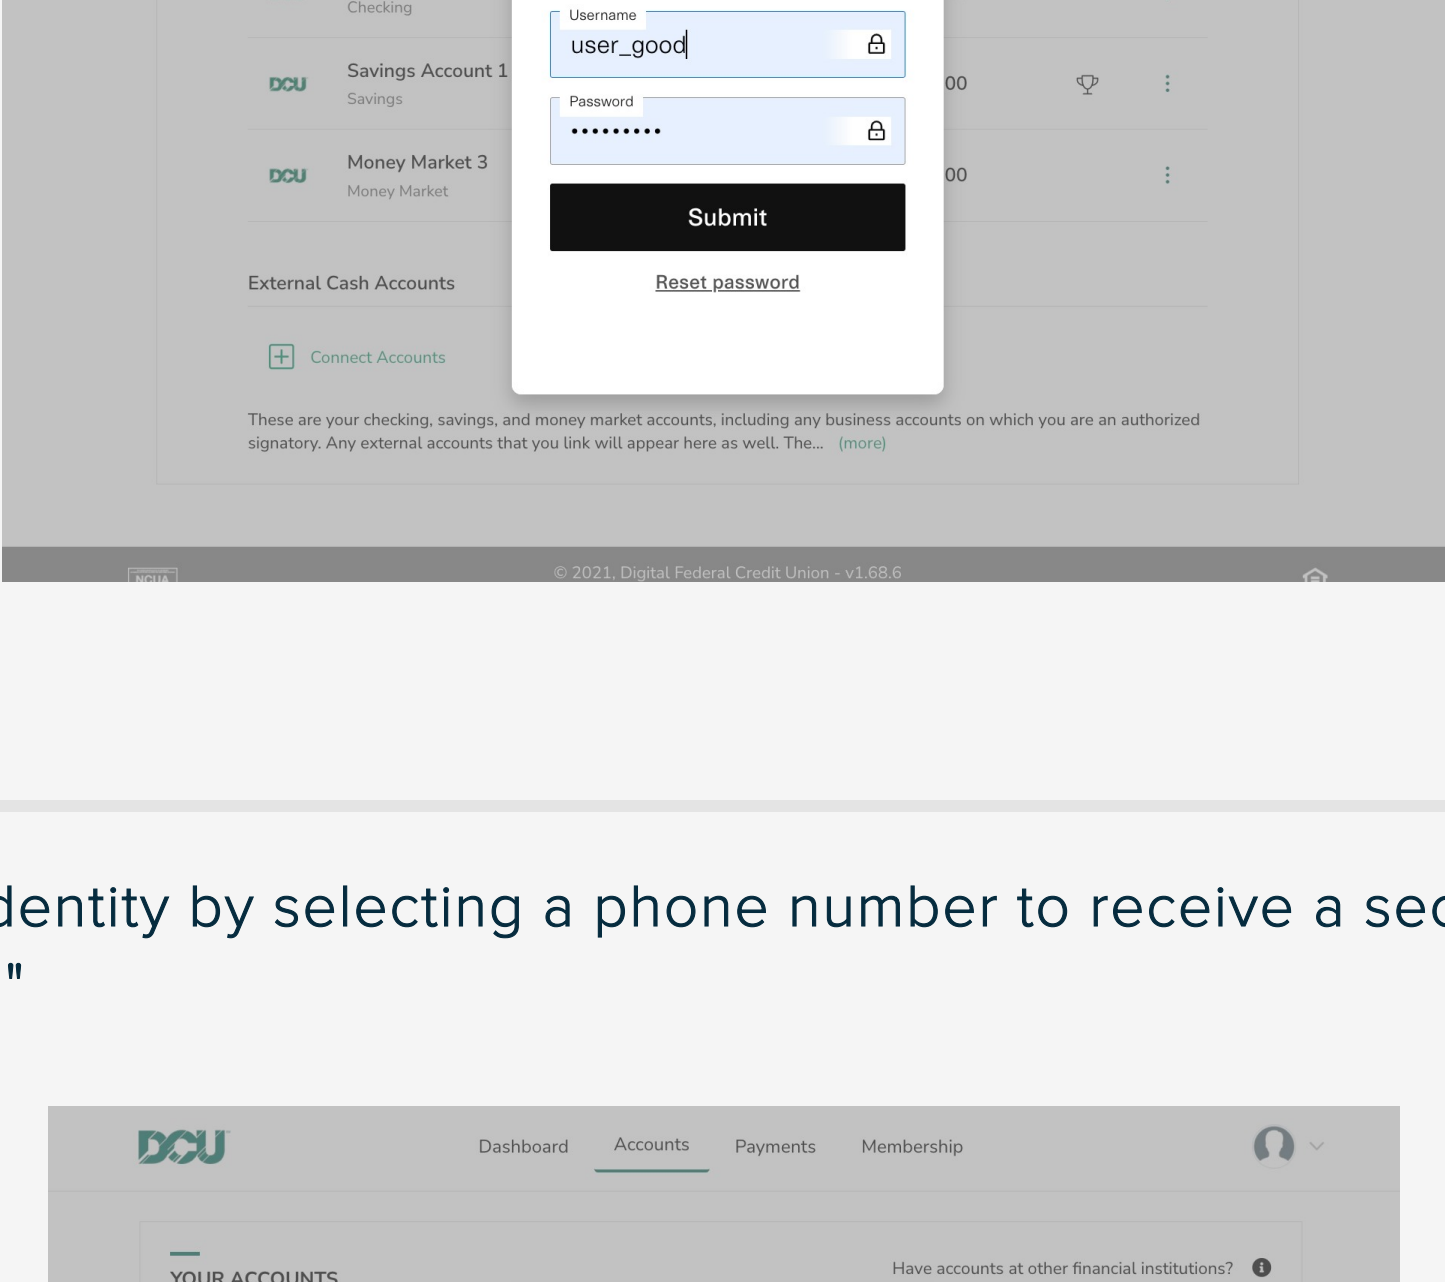 Checking
Username
user_good
DCU
Savings Account 1
00
Savings
Password
•••••••••
DCU
Money Market 3
00
Money Market
Submit
Reset password
External Cash Accounts
Connect Accounts
These are your checking, savings, and money market accounts, including any business accounts on which you are an authorized
signatory. Any external accounts that you link will appear here as well. The... (more)
NCUA
© 2021, Digital Federal Credit Union - v1.68.6
dentity by selecting a phone number to receive a sec
."
DCU
Dashboard Accounts Payments Membership
Have accounts at other financial institutions?
YOUR ACCOUNTS